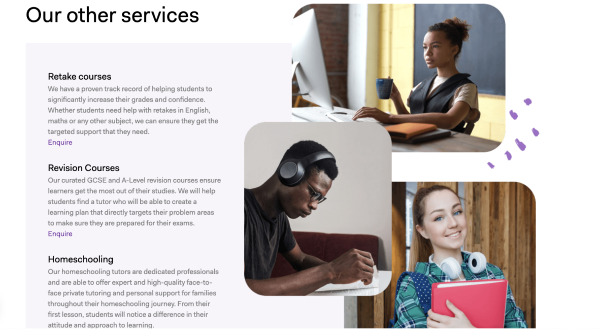 Our other services
Retake courses
We have a proven track record of helping students to
significantly increase their grades and confidence.
Whether students need help with retakes in English,
maths or any other subject, we can ensure they get the
targeted support that they need.
Enquire
Revision Courses
Our curated GCSE and A-Level revision courses ensure
learners get the most out of their studies. We will help
students find a tutor who will be able to create a
learning plan that directly targets their problem areas
to make sure they are prepared for their exams.
Enquire
Homeschooling
Our homeschooling tutors are dedicated professionals
and are able to offer expert and high-quality face-to-
face private tutoring and personal support for families
throughout their homeschooling journey. From their
first lesson, students will notice a difference in their
attitude and approach to learning.